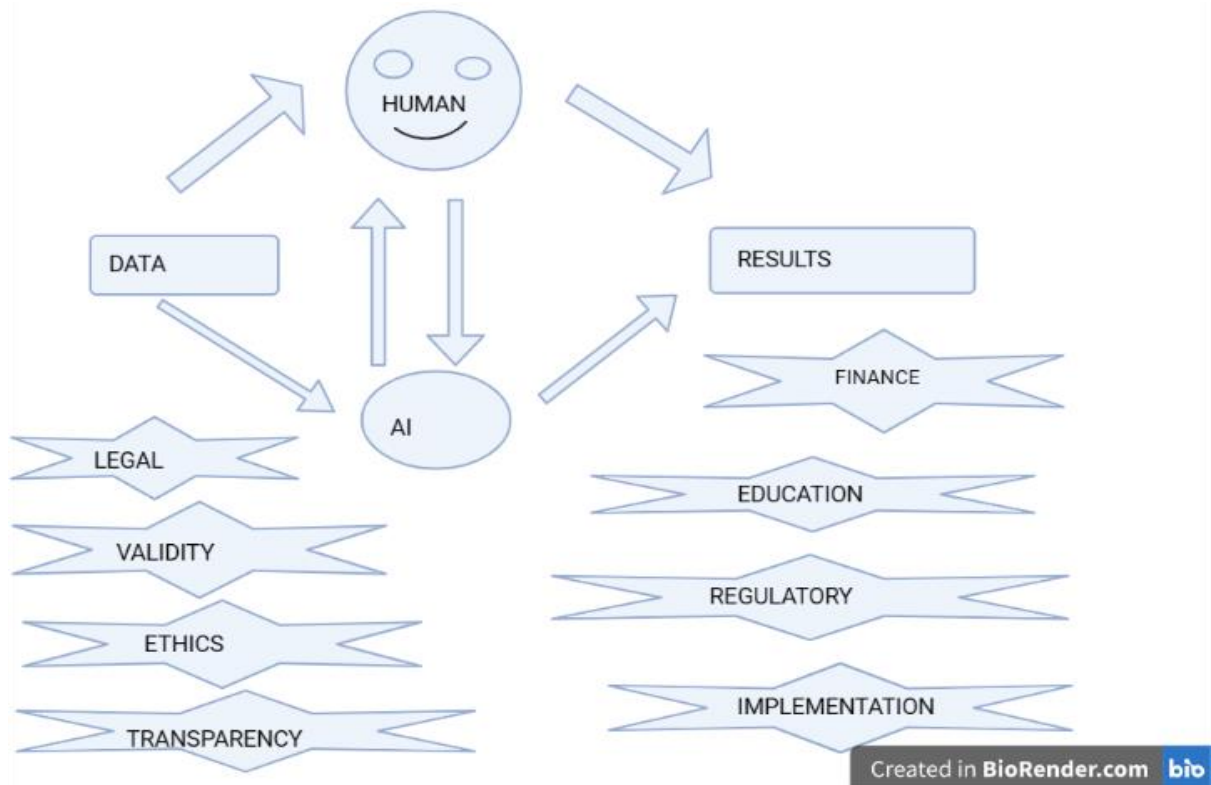 HUMAN
DATA
RESULTS
FINANCE
AI
LEGAL
EDUCATION
VALIDITY
REGULATORY
ETHICS
IMPLEMENTATION
TRANSPARENCY
Created in BioRender.com bio